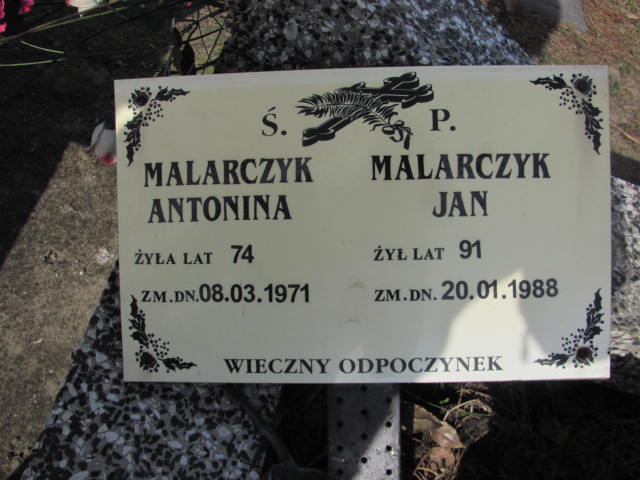 Ś. P.
MALARCZYK
ANTONINA
ŻYŁA LAT 74
ZM.DN.08.03.1971
MALARCZYK
JAN
ŻYŁ LAT 91
ZM.DN. 20.01.1988
WIECZNY ODPOCZYNEK